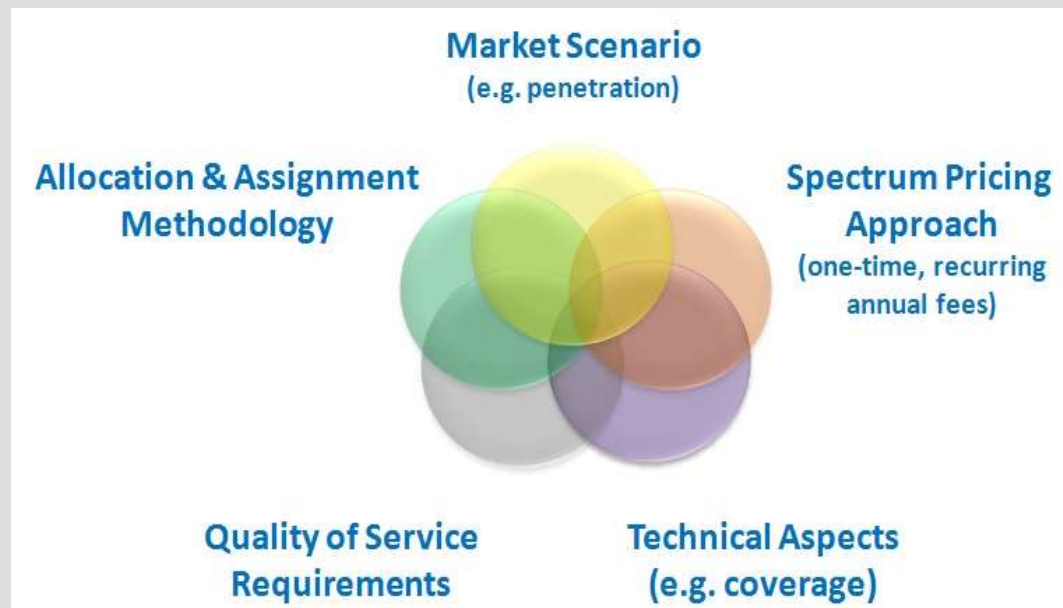 Market Scenario
(e.g. penetration)
Allocation & Assignment
Methodology
Spectrum Pricing
Approach
(one-time, recurring
annual fees)
Quality of Service
Requirements
Technical Aspects
(e.g. coverage)